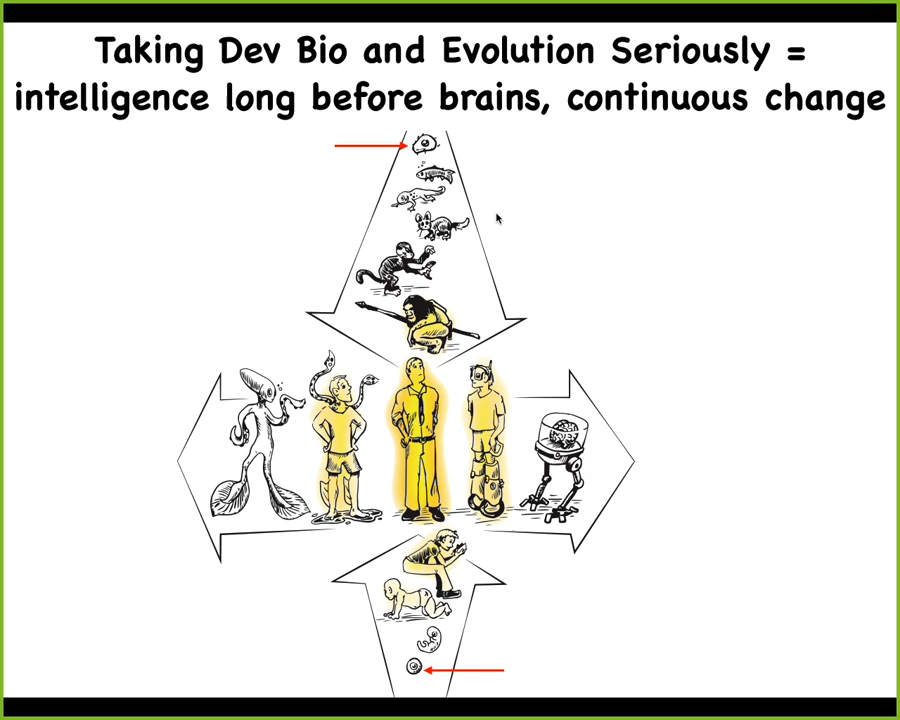 Taking Dev Bio and Evolution Seriously =
intelligence long before brains, continuous change